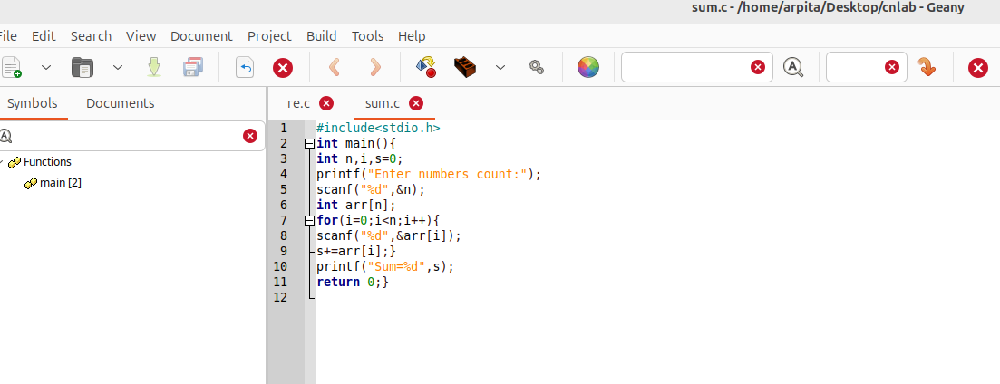 sum.c - /home/arpita/Desktop/cnlab - Geany
File Edit Search View Document Project Build Tools Help
Symbols Documents
re.c sum.c
Functions
main [2]
1 #include<stdio.h>
2 int main(){
3 int n,i,s=0;
4 printf("Enter numbers count:");
5 scanf("%d",&n);
6 int arr[n];
7 for(i=0;i<n;i++){
8 scanf("%d",&arr[i]);
9 s+=arr[i];}
10 printf("Sum=%d",s);
11 return 0;}
12